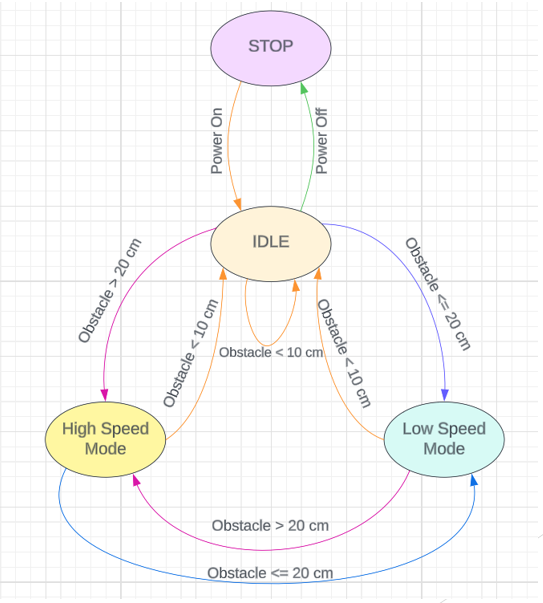 STOP
Power On
Power Off
IDLE
Obstacle > 20 cm
Obstacle <= 20 cm
Obstacle < 10 cm
Obstacle < 10 cm
Obstacle < 10 cm
High Speed
Mode
Low Speed
Mode
Obstacle > 20 cm
Obstacle <= 20 cm